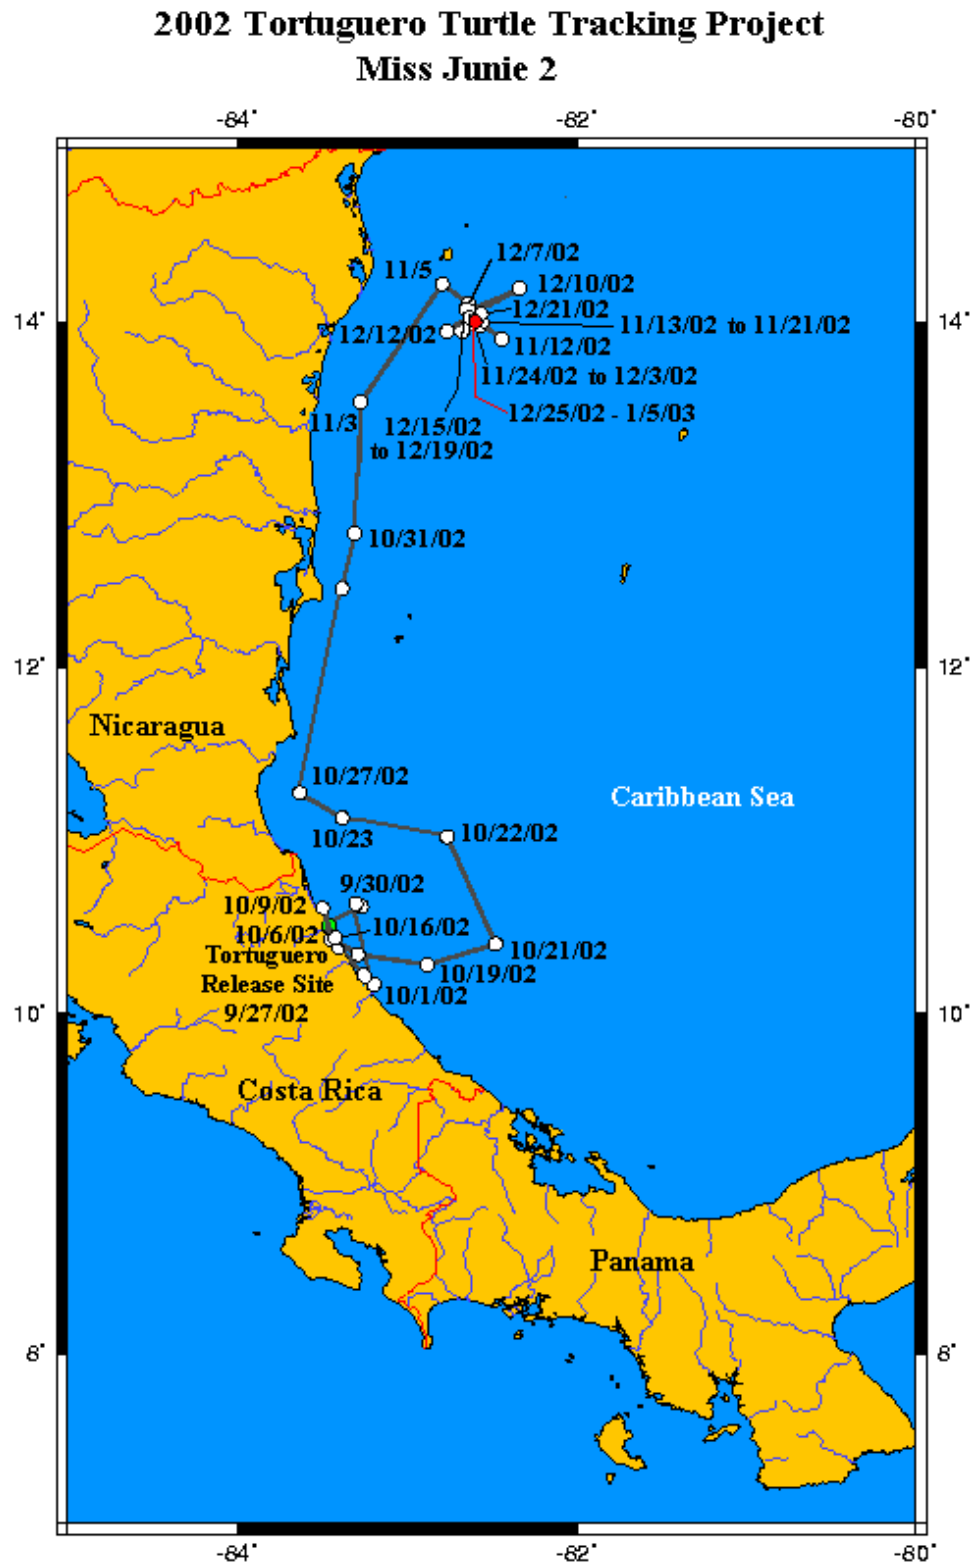 2002 Tortuguero Turtle Tracking Project
Miss Junie 2
-84° -82° -80°
12/7/02
11/5
12/10/02
12/21/02
14° 14°
12/12/02
11/13/02 to 11/21/02
11/12/02
11/24/02 to 12/3/02
12/25/02 - 1/5/03
11/3
12/15/02
to 12/19/02
10/31/02
12° 12°
Nicaragua
10/27/02
Caribbean Sea
10/23
10/22/02
9/30/02
10/9/02
10/16/02
10/6/02
10/21/02
Tortuguero
Release Site
9/27/02
10/19/02
10/1/02
10° 10°
Costa Rica
Panama
8° 8°
-84° -82° -80°